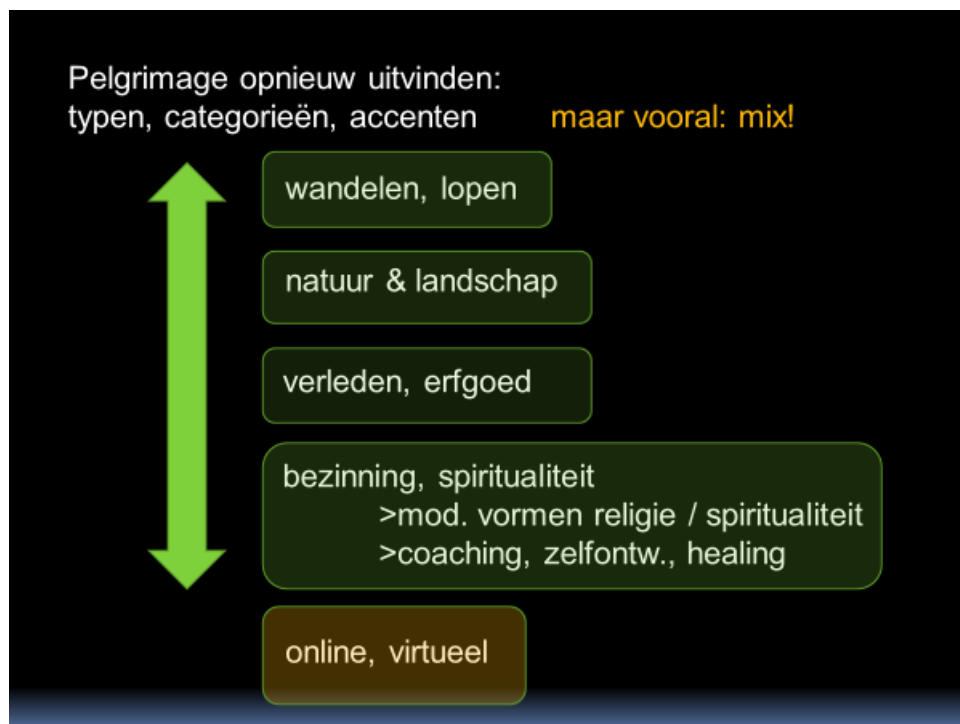 Pelgrimage opnieuw uitvinden:
typen, categorieën, accenten maar vooral: mix!
wandelen, lopen
natuur & landschap
verleden, erfgoed
bezinning, spiritualiteit
>mod. vormen religie / spiritualiteit
>coaching, zelfontw., healing
online, virtueel